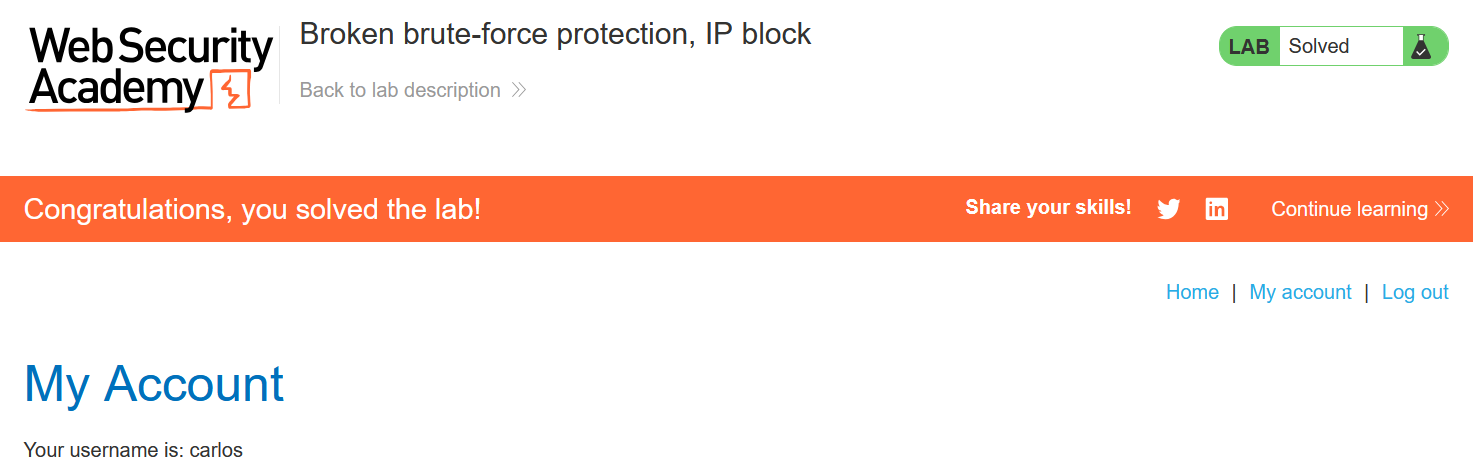 Web Security
Academy
Broken brute-force protection, IP block
Back to lab description
LAB Solved
Congratulations, you solved the lab!
Share your skills!
Continue learning
Home | My account | Log out
My Account
Your username is: carlos